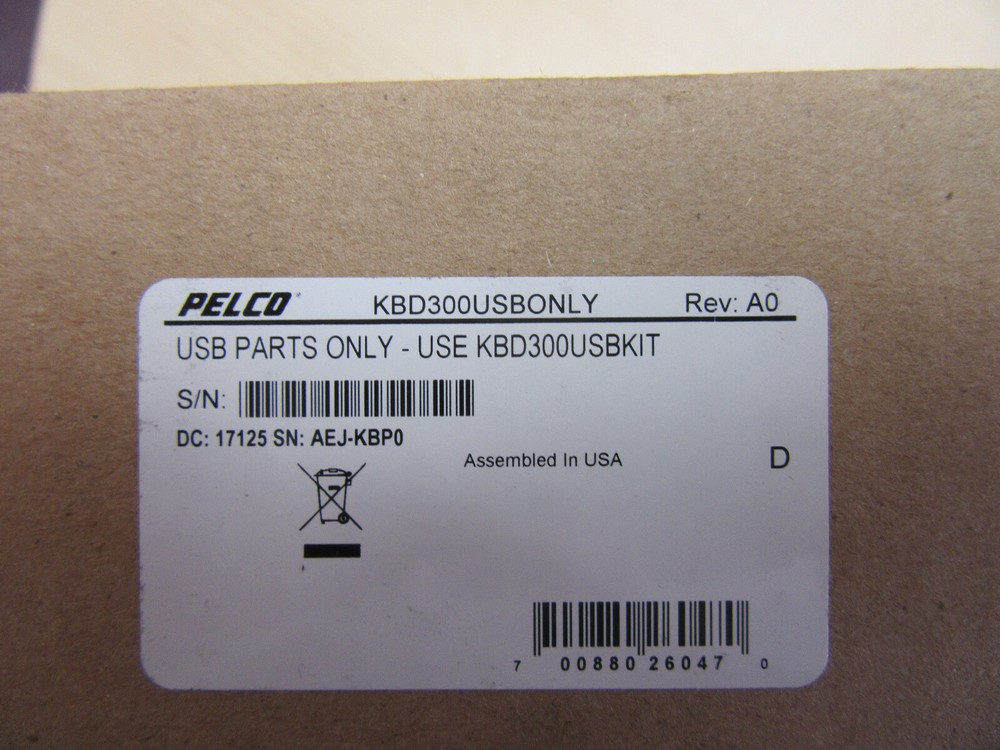 PELCO KBD300USBONLY Rev: A0
USB PARTS ONLY - USE KBD300USBKIT
S/N:
DC: 17125 SN: AEJ-KBP0
Assembled In USA D
7 00880 26047 0